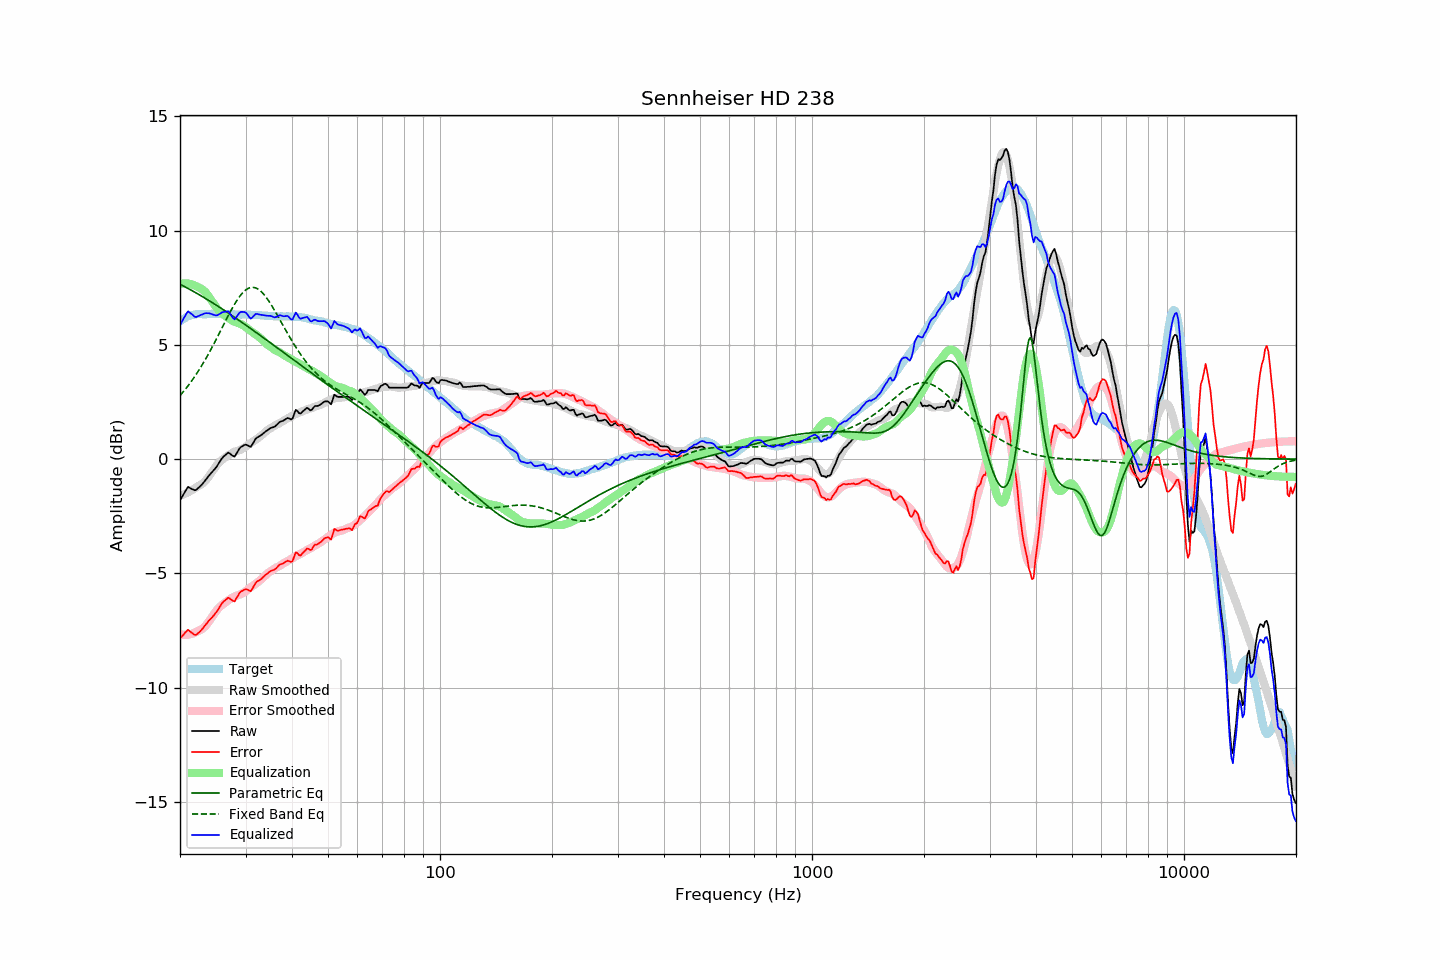 Sennheiser HD 238
15
10
5
0
−5
−10
−15
Amplitude (dBr)
Target
Raw Smoothed
Error Smoothed
Raw
Error
Equalization
Parametric Eq
Fixed Band Eq
Equalized
100
1000
10000
Frequency (Hz)